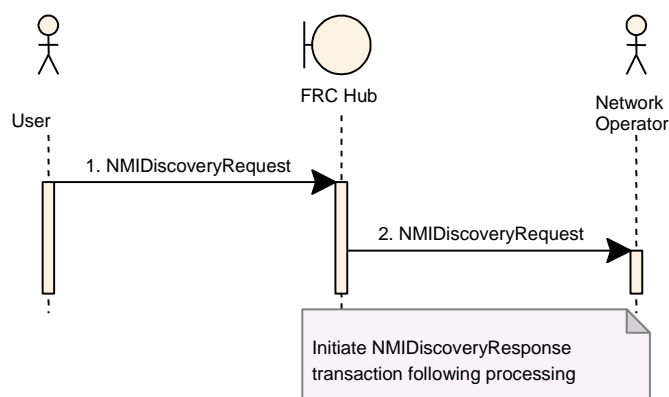 FRC Hub
Network
Operator
User
1. NMIDiscoveryRequest
2. NMIDiscoveryRequest
Initiate NMIDiscoveryResponse
transaction following processing